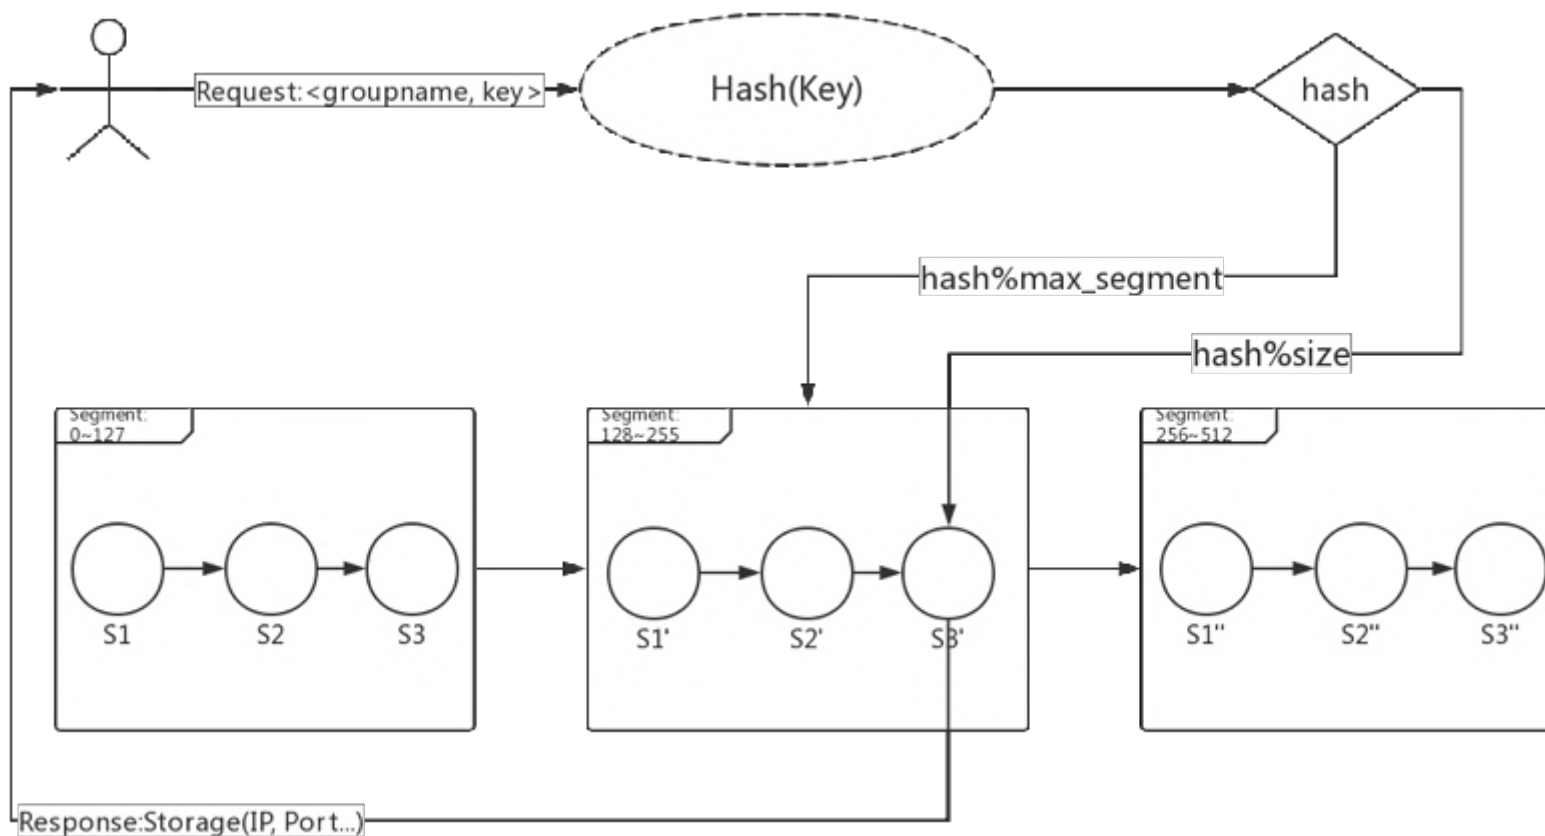 Request:<groupname, key>
Hash(Key)
hash
hash%max_segment
hash%size
Segment:
0~127
Segment:
128~255
Segment:
256~512
S1
S2
S3
S1'
S2'
S3'
S1"
S2"
S3"
Response:Storage(IP, Port...)